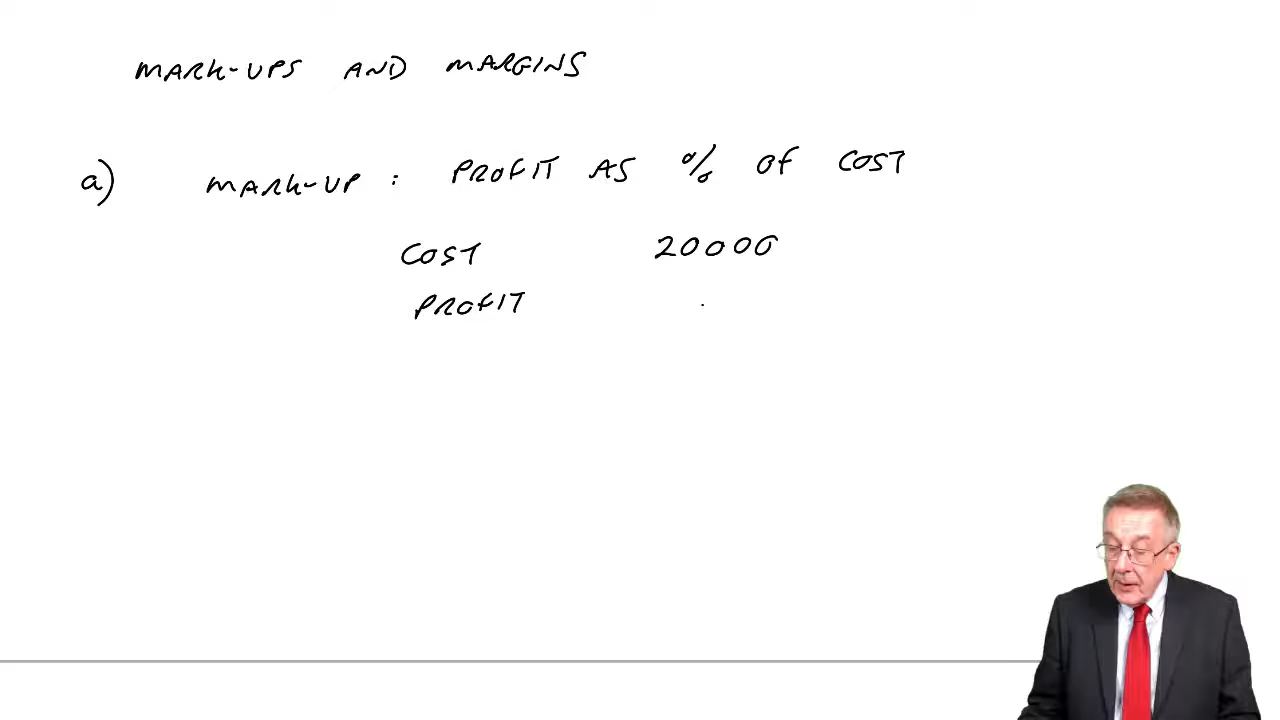 MARK-UPS AND MARGINS
a) MARK-UP : PROFIT AS % OF COST
COST 20000
PROFIT